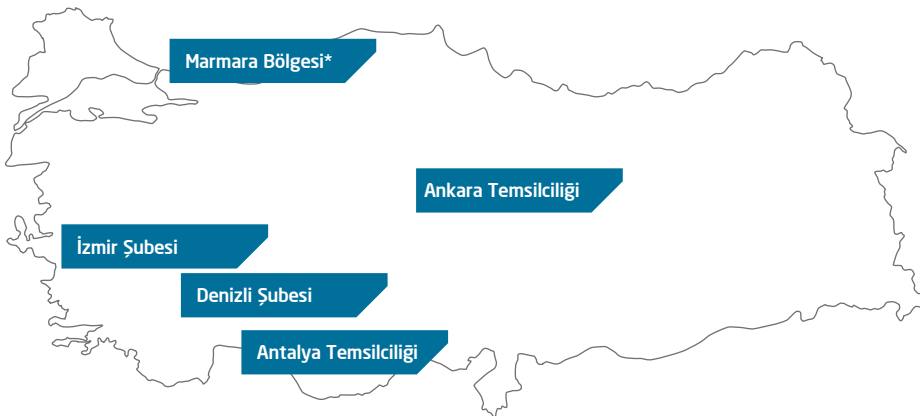 Marmara Bölgesi*
Ankara Temsilciliği
İzmir Şubesi
Denizli Şubesi
Antalya Temsilciliği